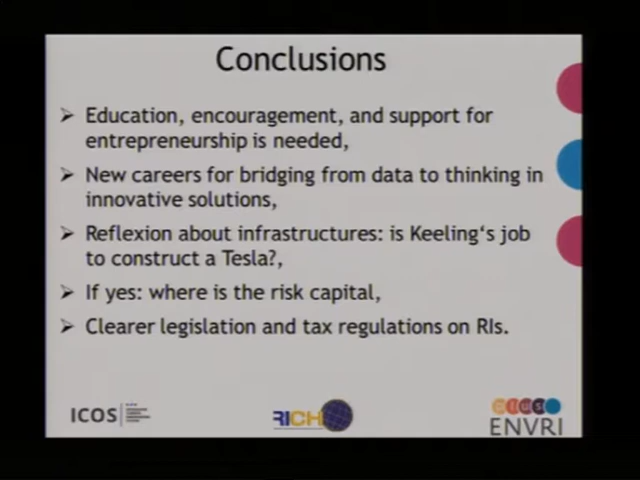 Conclusions
Education, encouragement, and support for
entrepreneurship is needed,
New careers for bridging from data to thinking in
innovative solutions,
Reflexion about infrastructures: is Keeling's job
to construct a Tesla?,
If yes: where is the risk capital,
Clearer legislation and tax regulations on RIs.
ICOS
RICH
plus
ENVRI